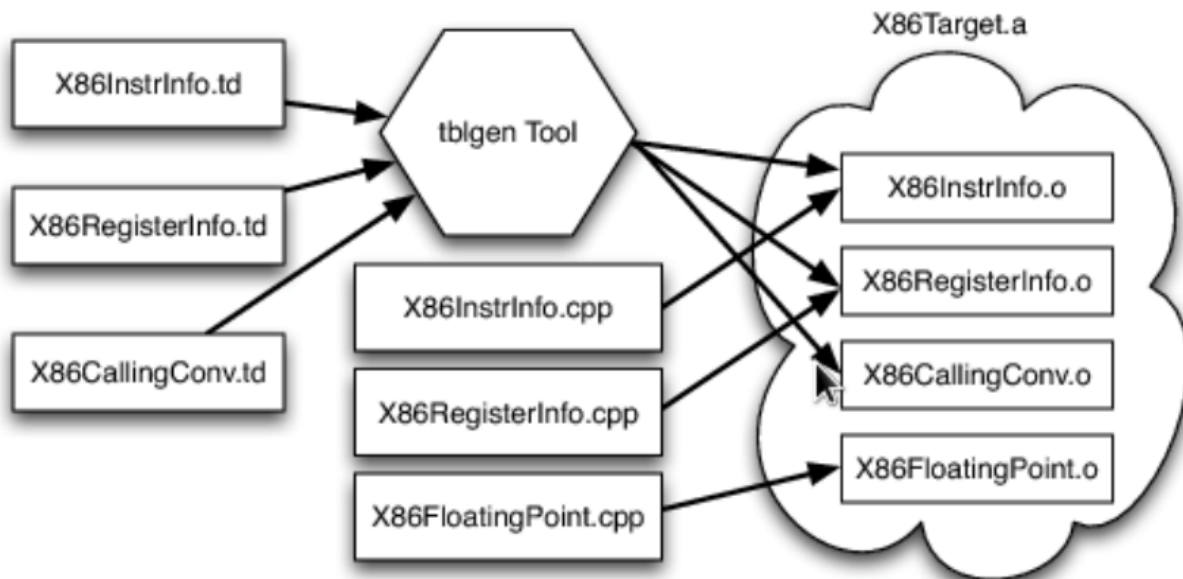 X86Target.a
X86InstrInfo.td
tblgen Tool
X86RegisterInfo.td
X86CallingConv.td
X86InstrInfo.cpp
X86RegisterInfo.cpp
X86FloatingPoint.cpp
X86InstrInfo.o
X86RegisterInfo.o
X86CallingConv.o
X86FloatingPoint.o